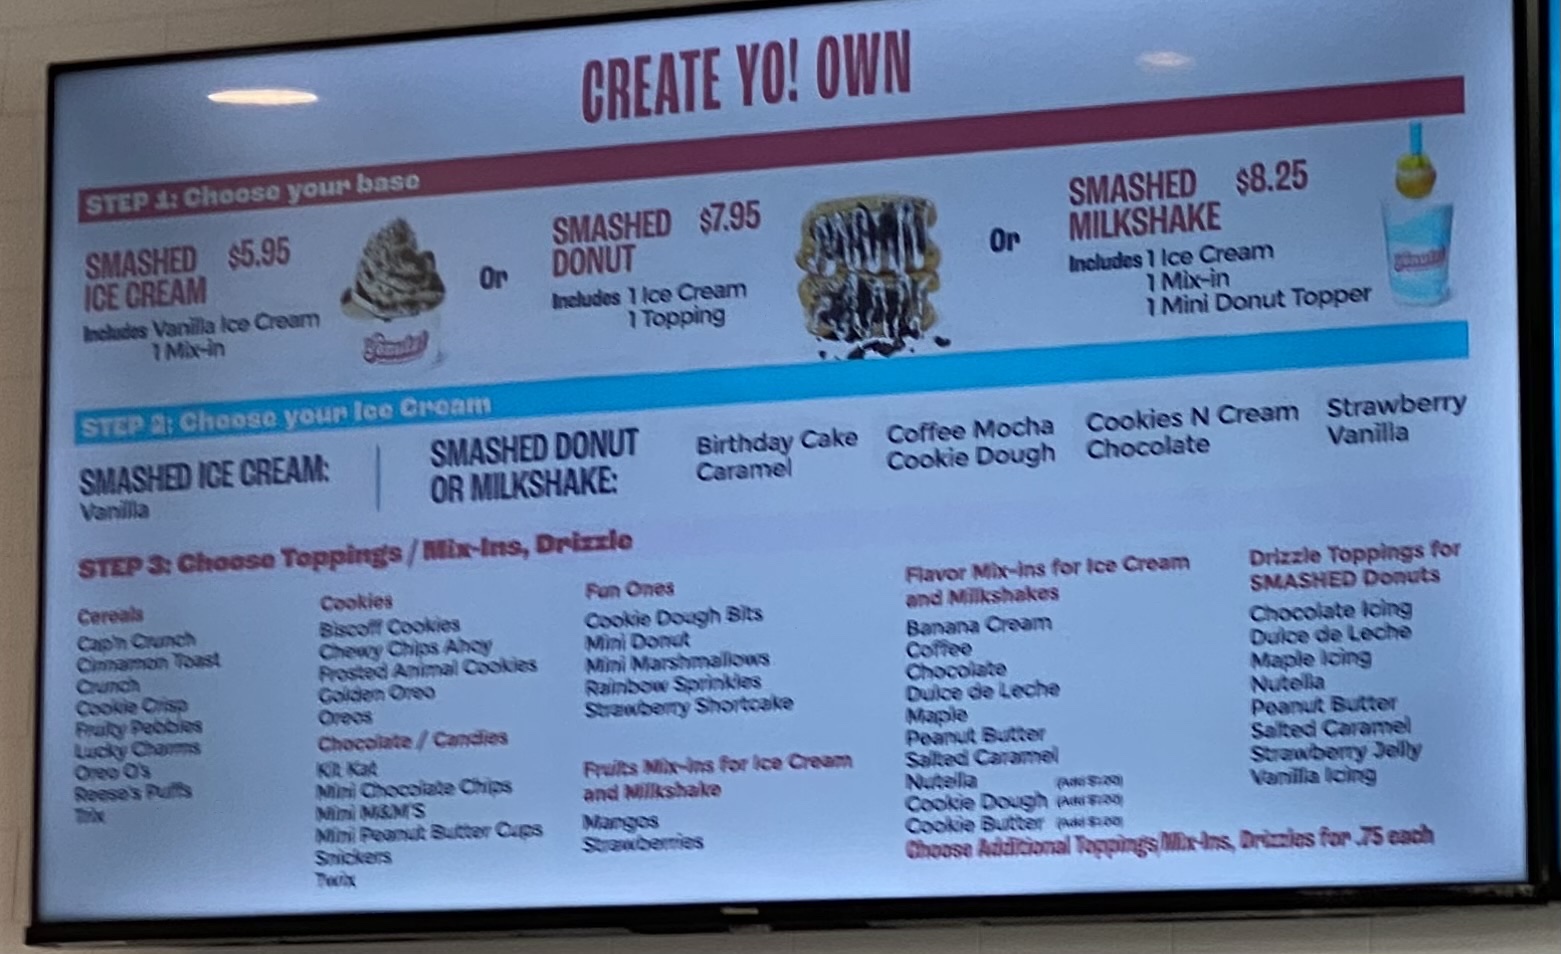 CREATE YO! OWN
STEP 1: Choose your base
SMASHED $5.95
ICE CREAM
Includes Vanilla Ice Cream
1 Mix-in
Or
SMASHED $7.95
DONUT
Includes 1 Ice Cream
1 Topping
Or
SMASHED $8.25
MILKSHAKE
Includes 1 Ice Cream
1 Mix-in
1 Mini Donut Topper
STEP 2: Choose your Ice Cream
SMASHED ICE CREAM:
Vanilla
SMASHED DONUT
OR MILKSHAKE:
Birthday Cake
Caramel
Coffee Mocha
Cookie Dough
Cookies N Cream
Chocolate
Strawberry
Vanilla
STEP 3: Choose Toppings / Mix-Ins, Drizzle
Cereals
Cap'n Crunch
Cinnamon Toast
Crunch
Cookie Crisp
Fruity Pebbles
Lucky Charms
Oreo O's
Reese's Puffs
Trix
Cookies
Biscoff Cookies
Chewy Chips Ahoy
Frosted Animal Cookies
Golden Oreo
Oreos
Chocolate / Candies
Kit Kat
Mini Chocolate Chips
Mini M&M'S
Mini Peanut Butter Cups
Snickers
Twix
Fun Ones
Cookie Dough Bits
Mini Donut
Mini Marshmallows
Rainbow Sprinkles
Strawberry Shortcake
Fruits Mix-Ins for Ice Cream
and Milkshake
Mangos
Strawberries
Flavor Mix-Ins for Ice Cream
and Milkshakes
Banana Cream
Coffee
Chocolate
Dulce de Leche
Maple
Peanut Butter
Salted Caramel
Nutella (Add $1.00)
Cookie Dough (Add $1.00)
Cookie Butter (Add $1.00)
Drizzle Toppings for
SMASHED Donuts
Chocolate Icing
Dulce de Leche
Maple Icing
Nutella
Peanut Butter
Salted Caramel
Strawberry Jelly
Vanilla Icing
Choose Additional Toppings/Mix-Ins, Drizzles for .75 each